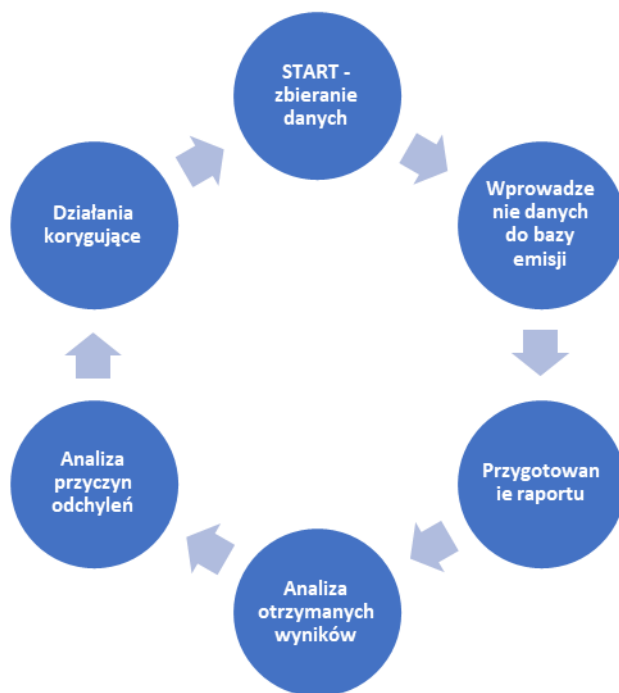 START -
zbieranie
danych
Wprowadze
nie danych
do bazy
emisji
Przygotowan
ie raportu
Analiza
otrzymanych
wyników
Analiza
przyczyn
odchyleń
Działania
korygujące